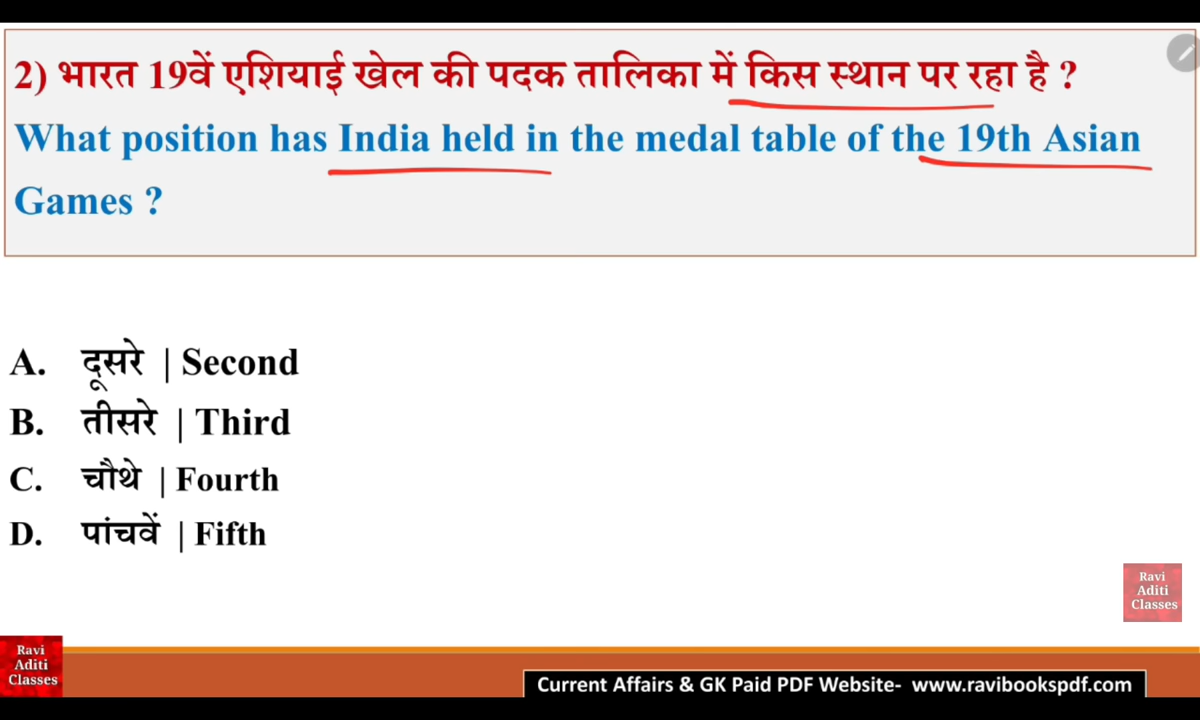 2) भारत 19वें एशियाई खेल की पदक तालिका में किस स्थान पर रहा है ?
What position has India held in the medal table of the 19th Asian
Games ?
A. दूसरे | Second
B. तीसरे | Third
C. चौथे | Fourth
D. पांचवें | Fifth
Ravi
Aditi
Classes
Ravi
Aditi
Classes
Current Affairs & GK Paid PDF Website- www.ravibookspdf.com